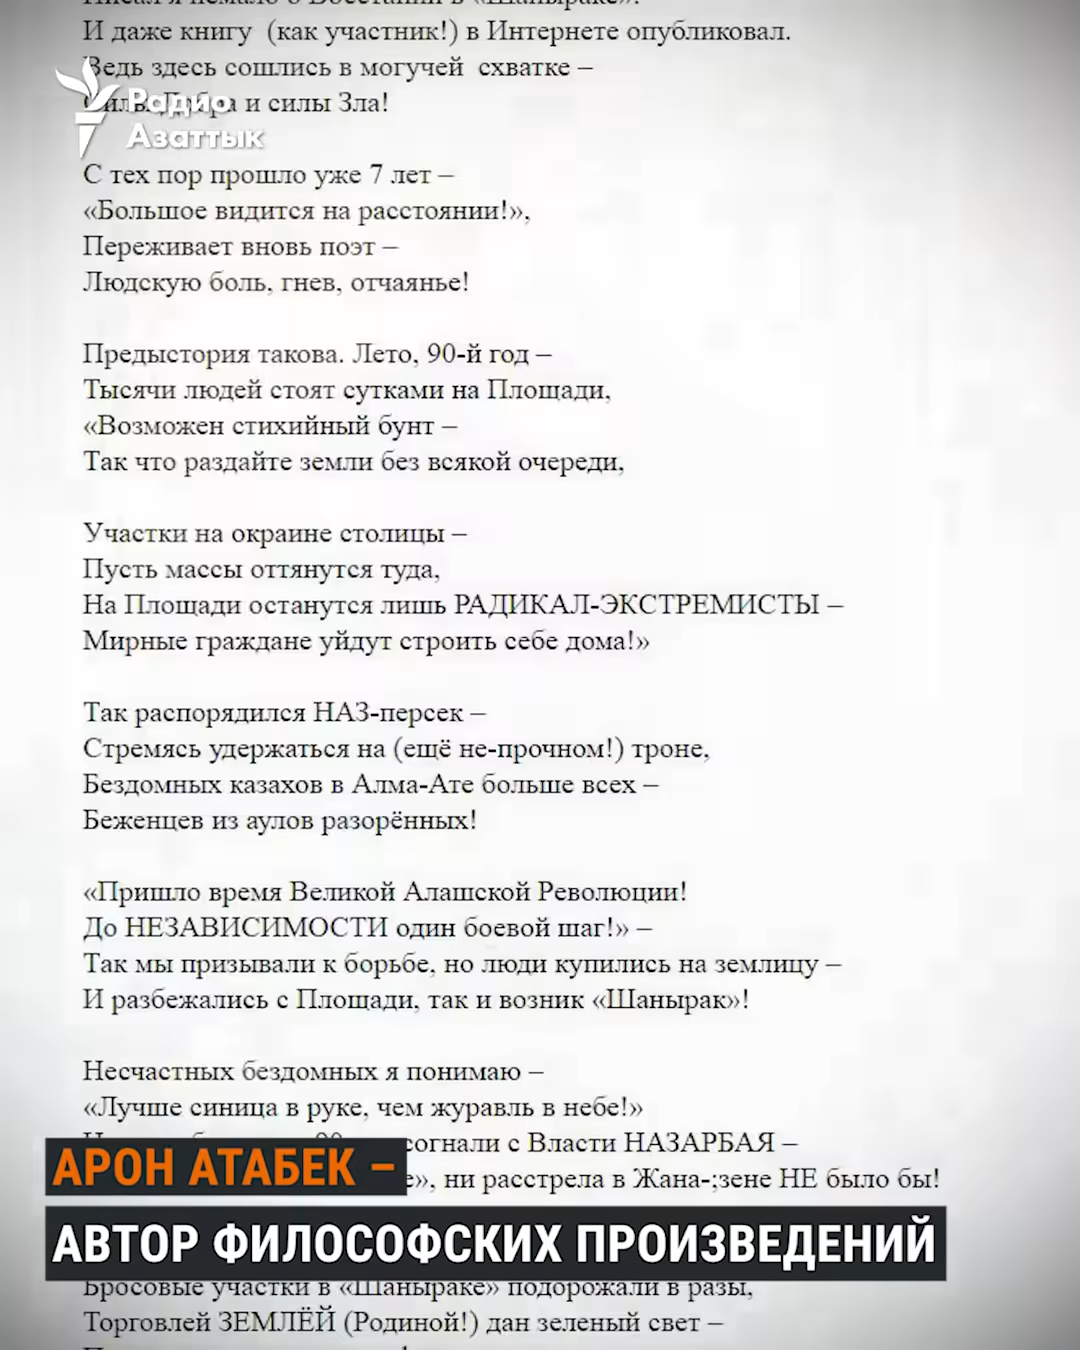 Писал я немало о Восстании в «Шаныраке»!
И даже книгу (как участник!) в Интернете опубликовал.
Ведь здесь сошлись в могучей схватке –
Силы Добра и силы Зла!
Радио
Азаттык
С тех пор прошло уже 7 лет –
«Большое видится на расстоянии!»,
Переживает вновь поэт –
Людскую боль, гнев, отчаянье!
Предыстория такова. Лето, 90-й год –
Тысячи людей стоят сутками на Площади,
«Возможен стихийный бунт –
Так что раздайте земли без всякой очереди,
Участки на окраине столицы –
Пусть массы оттянутся туда,
На Площади останутся лишь РАДИКАЛ-ЭКСТРЕМИСТЫ –
Мирные граждане уйдут строить себе дома!»
Так распорядился НАЗ-персек –
Стремясь удержаться на (ещё не-прочном!) троне,
Бездомных казахов в Алма-Ате больше всех –
Беженцев из аулов разорённых!
«Пришло время Великой Алашской Революции!
До НЕЗАВИСИМОСТИ один боевой шаг!» –
Так мы призывали к борьбе, но люди купились на землицу –
И разбежались с Площади, так и возник «Шанырак»!
Несчастных бездомных я понимаю –
«Лучше синица в руке, чем журавль в небе!»
согнали с Власти НАЗАРБАЯ –
е», ни расстрела в Жана-;зене НЕ было бы!
АРОН АТАБЕК –
АВТОР ФИЛОСОФСКИХ ПРОИЗВЕДЕНИЙ
Бросовые участки в «Шаныраке» подорожали в разы,
Торговлей ЗЕМЛЁЙ (Родиной!) дан зеленый свет –